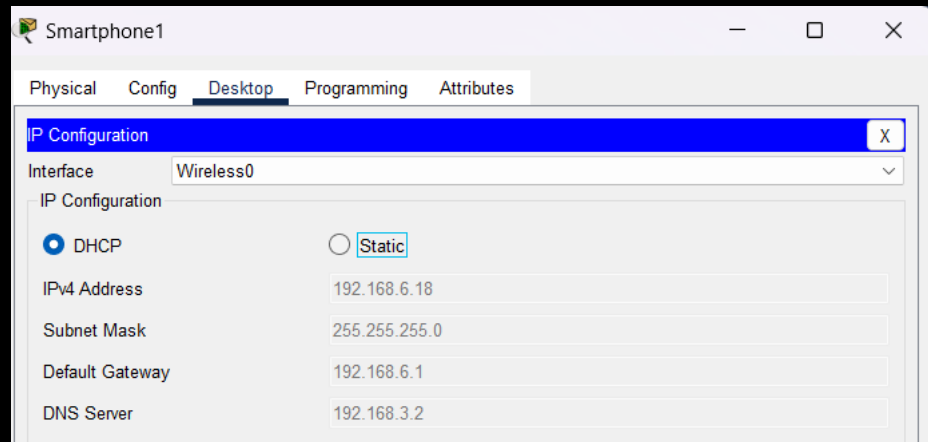 Smartphone1
Physical Config Desktop Programming Attributes
IP Configuration X
Interface Wireless0
IP Configuration
DHCP Static
IPv4 Address 192.168.6.18
Subnet Mask 255.255.255.0
Default Gateway 192.168.6.1
DNS Server 192.168.3.2